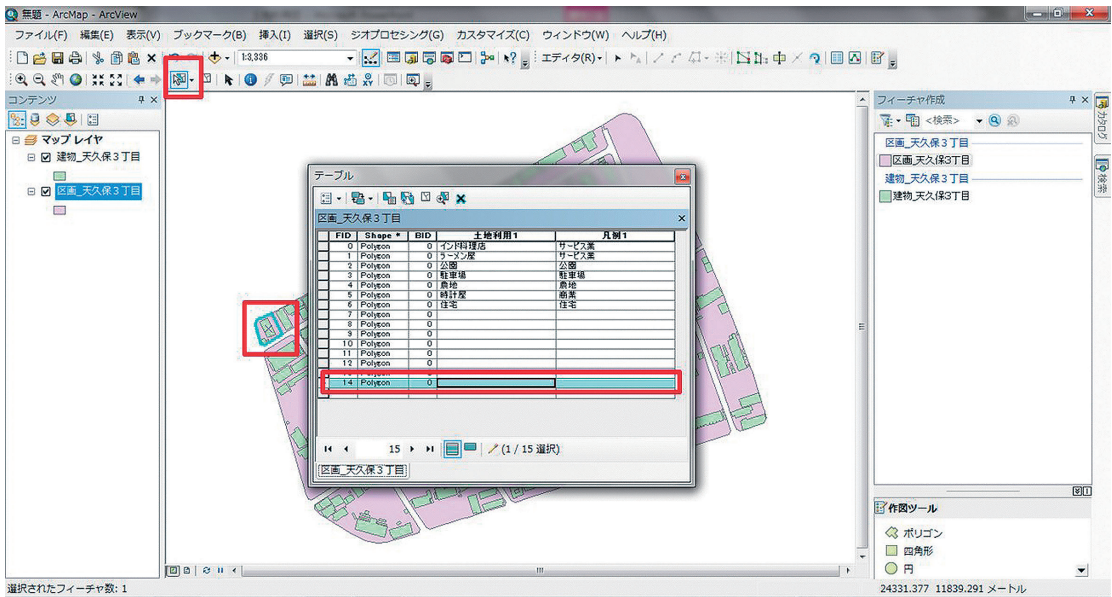 無題 - ArcMap - ArcView
ファイル(F) 編集(E) 表示(V) ブックマーク(B) 挿入(I) 選択(S) ジオプロセシング(G) カスタマイズ(C) ウィンドウ(W) ヘルプ(H)
1:3,336
エディタ(R)
コンテンツ
マップ レイヤ
建物_天久保３丁目
区画_天久保３丁目
テーブル
区画_天久保３丁目
FID Shape * BID 土地利用1 凡例1
0 Polygon 0 インド料理店 サービス業
1 Polygon 0 ラーメン屋 サービス業
2 Polygon 0 公園 公園
3 Polygon 0 駐車場 駐車場
4 Polygon 0 農地 農地
5 Polygon 0 時計屋 商業
6 Polygon 0 住宅 住宅
7 Polygon 0
8 Polygon 0
9 Polygon 0
10 Polygon 0
11 Polygon 0
12 Polygon 0
14 Polygon 0
15 (1 / 15 選択)
区画_天久保３丁目
フィーチャ作成
<検索>
区画_天久保３丁目
区画_天久保3丁目
建物_天久保３丁目
建物_天久保3丁目
カタログ
検索
作図ツール
ポリゴン
四角形
円
選択されたフィーチャ数: 1
24331.377 11839.291 メートル